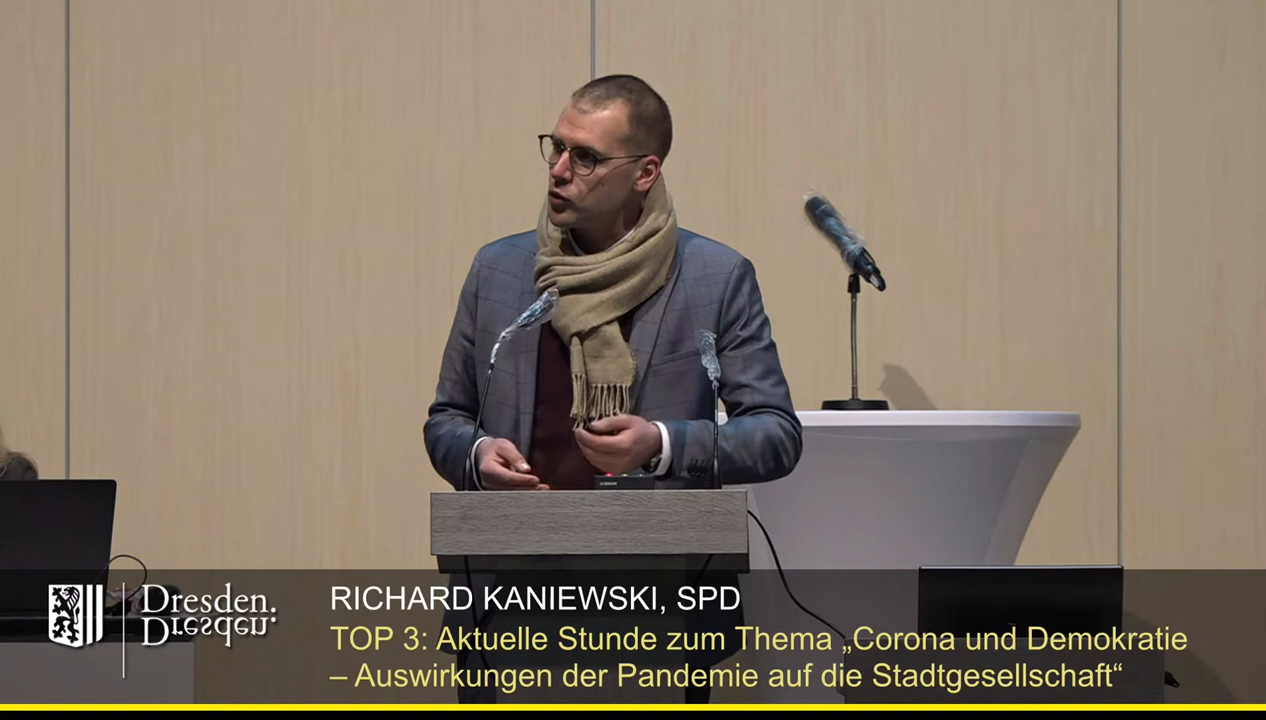 Dresden.
Dresden.
RICHARD KANIEWSKI, SPD
TOP 3: Aktuelle Stunde zum Thema „Corona und Demokratie
– Auswirkungen der Pandemie auf die Stadtgesellschaft“